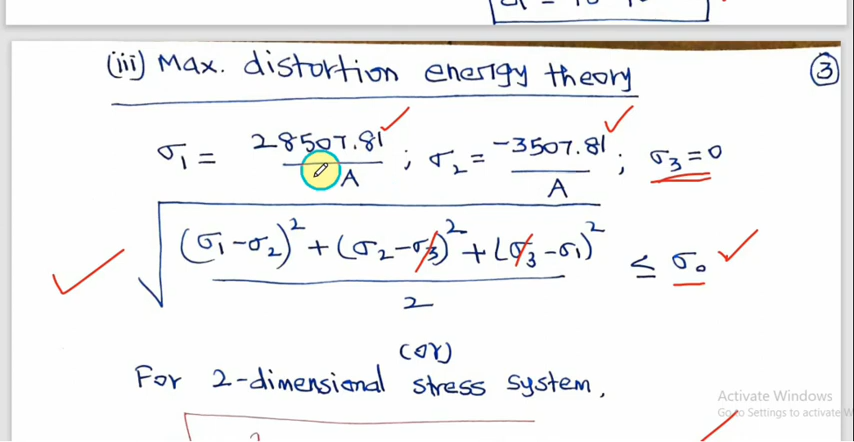 (iii) Max. distortion energy theory
3
σ₁ = 28507.81/A ; σ₂ = -3507.81/A ; σ₃ = 0
√((σ₁-σ₂)² + (σ₂-σ₃)² + (σ₃-σ₁)²)/2 ≤ σ₀
(or)
For 2-dimensional stress system,
Activate Windows
Go to Settings to activate W